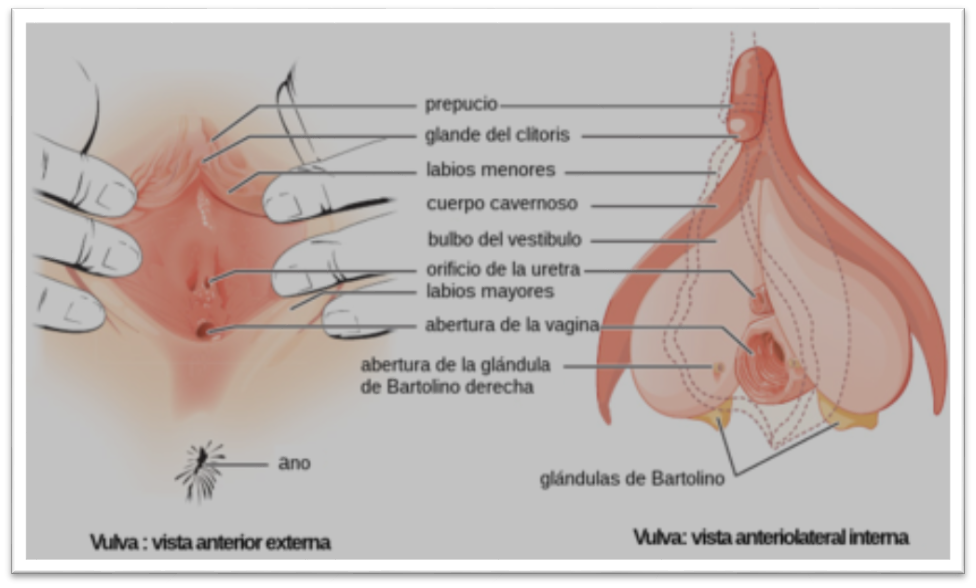 prepucio
glande del clítoris
labios menores
cuerpo cavernoso
bulbo del vestíbulo
orificio de la uretra
labios mayores
abertura de la vagina
abertura de la glándula
de Bartolino derecha
ano
glándulas de Bartolino
Vulva : vista anterior externa
Vulva: vista anteriolateral interna